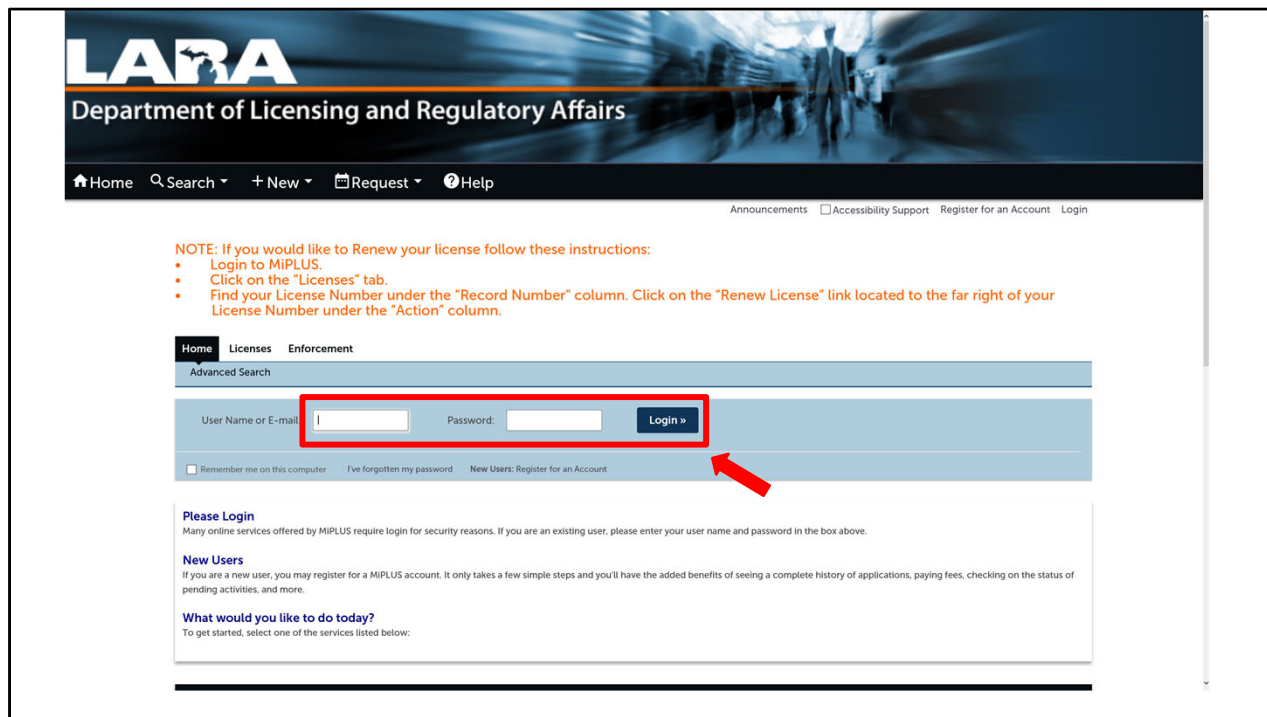 LARA
Department of Licensing and Regulatory Affairs
Home Search + New Request Help
Announcements Accessibility Support Register for an Account Login
NOTE: If you would like to Renew your license follow these instructions:
• Login to MiPLUS.
• Click on the "Licenses" tab.
• Find your License Number under the "Record Number" column. Click on the "Renew License" link located to the far right of your
License Number under the "Action" column.
Home Licenses Enforcement
Advanced Search
User Name or E-mail: Password: Login »
Remember me on this computer I've forgotten my password New Users: Register for an Account
Please Login
Many online services offered by MiPLUS require login for security reasons. If you are an existing user, please enter your user name and password in the box above.
New Users
If you are a new user, you may register for a MiPLUS account. It only takes a few simple steps and you'll have the added benefits of seeing a complete history of applications, paying fees, checking on the status of
pending activities, and more.
What would you like to do today?
To get started, select one of the services listed below: